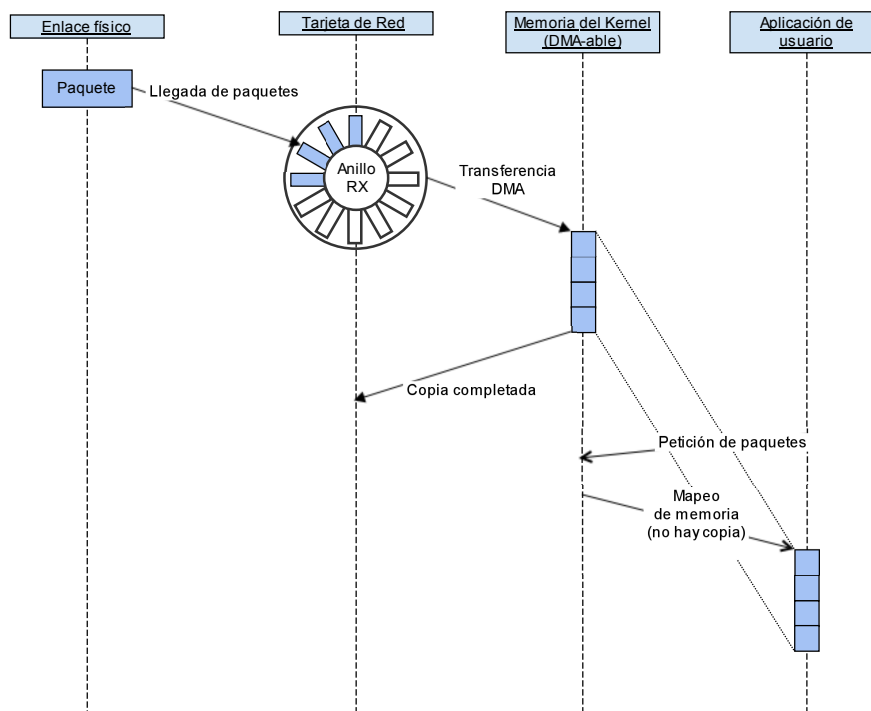 Enlace físico
Tarjeta de Red
Memoria del Kernel
(DMA-able)
Aplicación de
usuario
Paquete
Llegada de paquetes
Anillo
RX
Transferencia
DMA
Copia completada
Petición de paquetes
Mapeo
de memoria
(no hay copia)